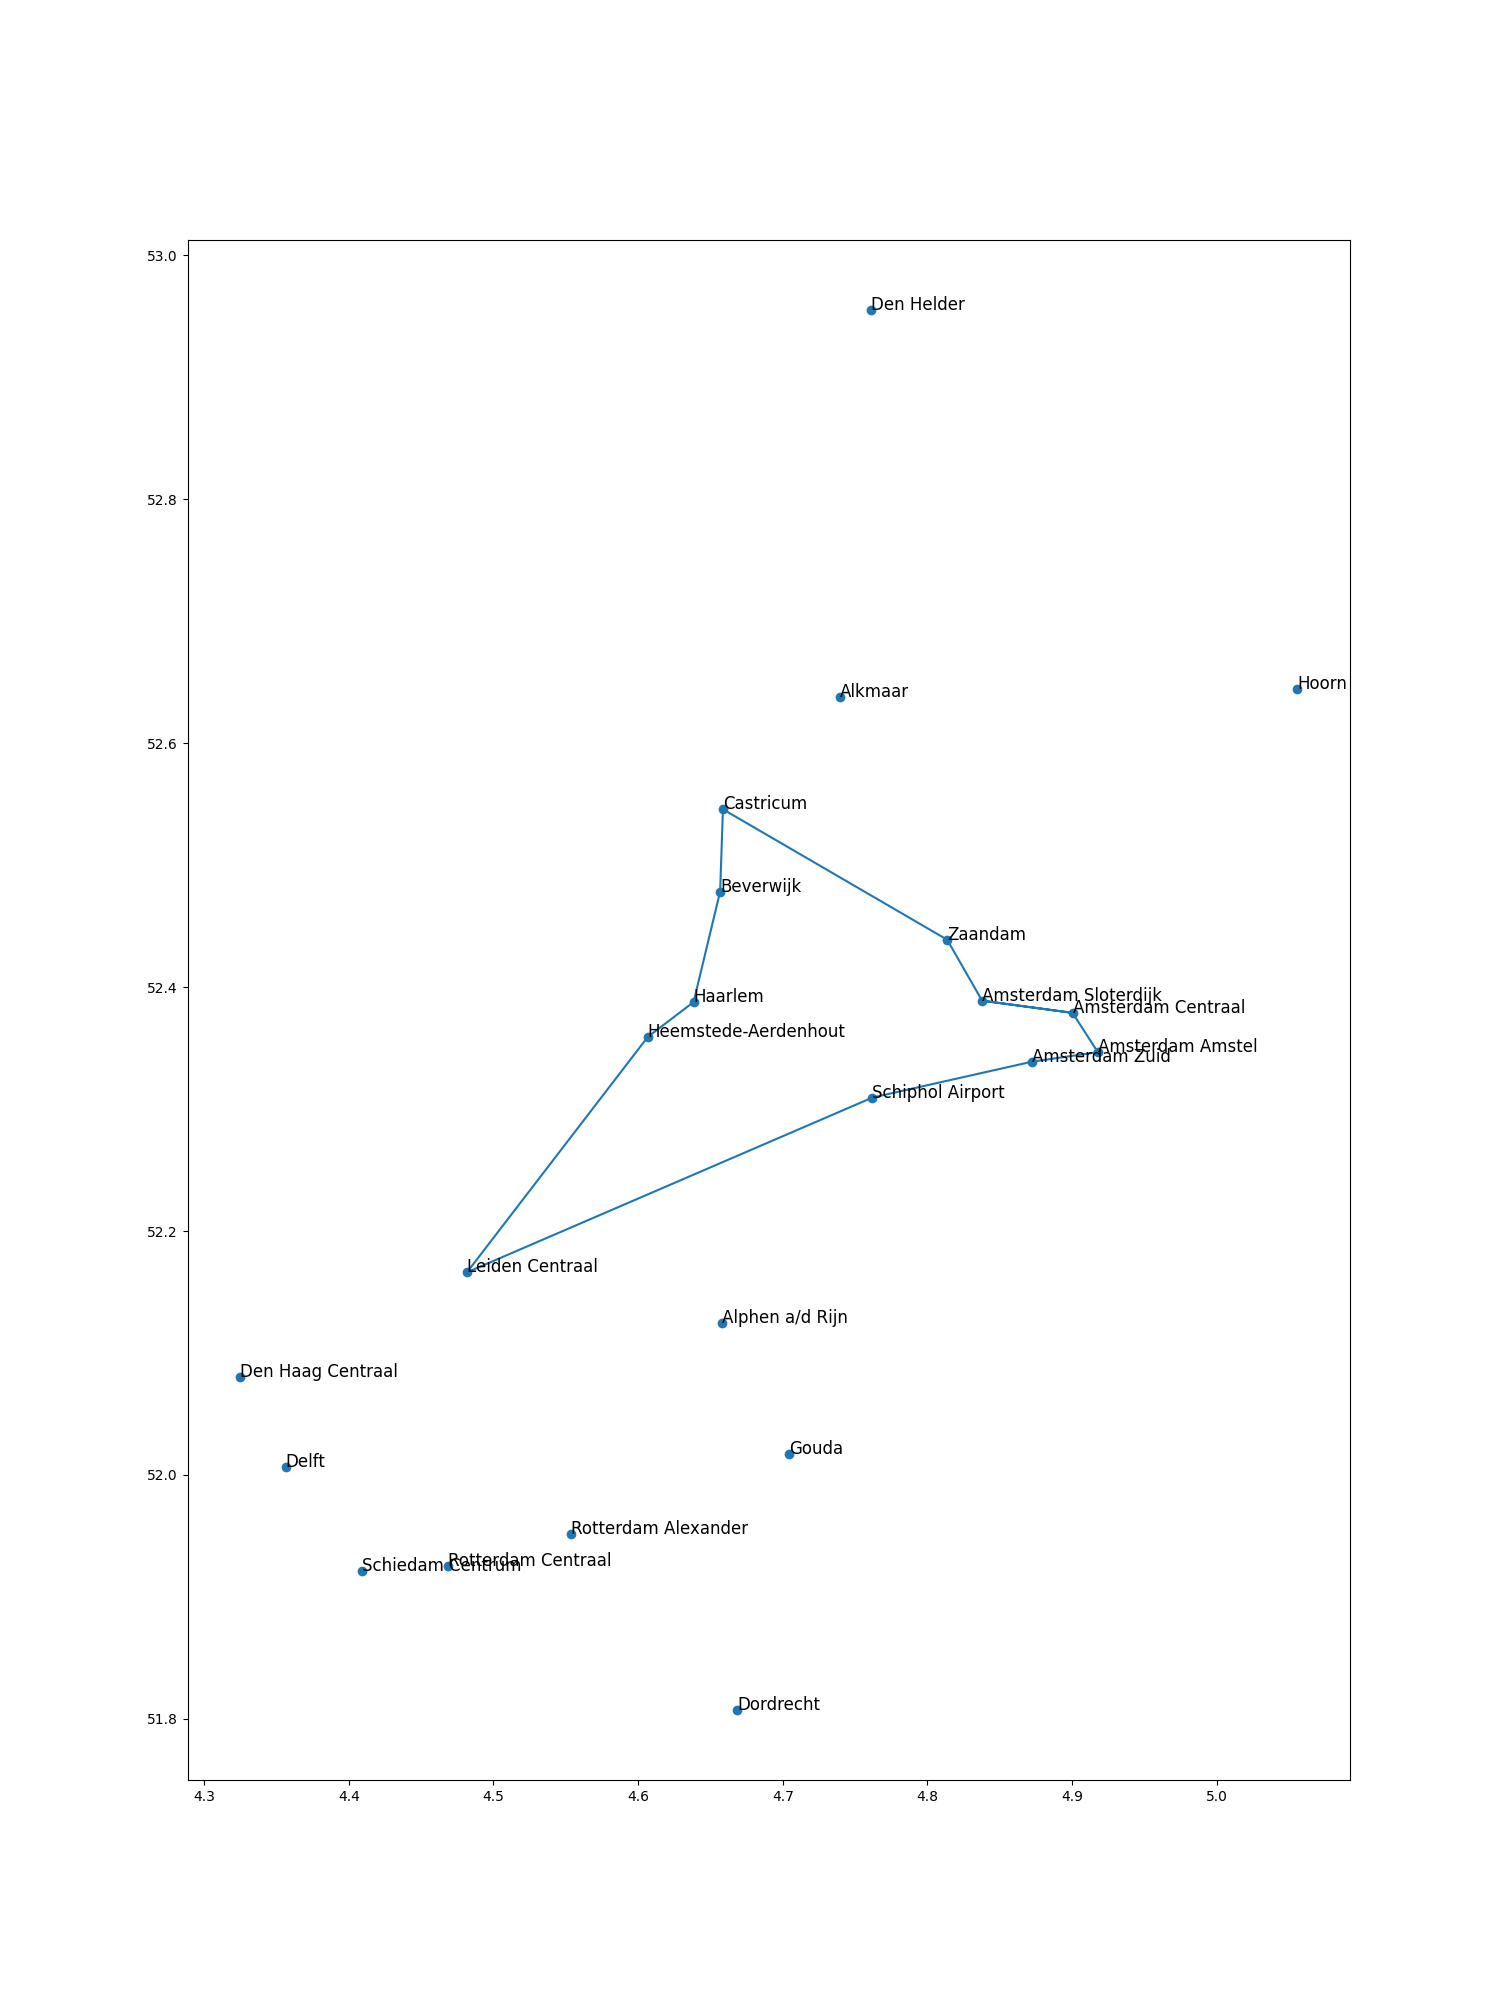 53.0
Den Helder
52.8
Hoorn
Alkmaar
52.6
Castricum
Beverwijk
Zaandam
52.4
Haarlem
Amsterdam Sloterdijk
Amsterdam Centraal
Heemstede-Aerdenhout
Amsterdam Amstel
Amsterdam Zuid
Schiphol Airport
52.2
Leiden Centraal
Alphen a/d Rijn
Den Haag Centraal
Gouda
Delft
52.0
Rotterdam Alexander
Rotterdam Centraal
Schiedam Centrum
Dordrecht
51.8
4.3 4.4 4.5 4.6 4.7 4.8 4.9 5.0